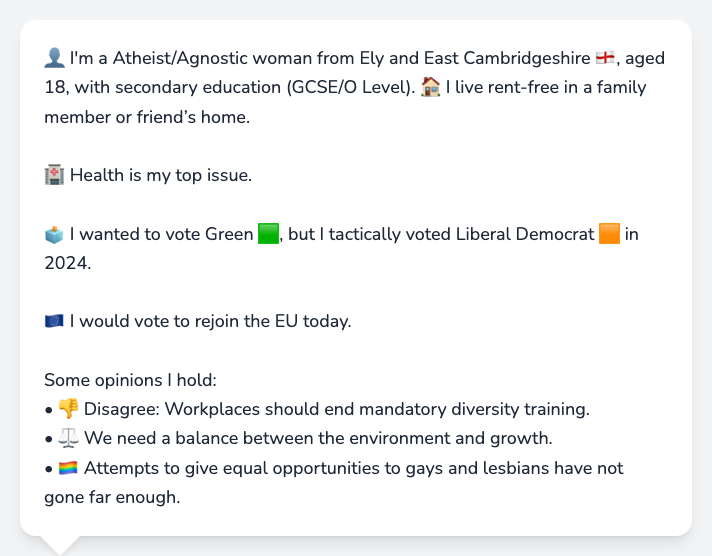 👤 I'm a Atheist/Agnostic woman from Ely and East Cambridgeshire 🏴󠁧󠁢󠁥󠁮󠁧󠁿, aged
18, with secondary education (GCSE/O Level). 🏠 I live rent-free in a family
member or friend’s home.
🏥 Health is my top issue.
🗳️ I wanted to vote Green 🟩, but I tactically voted Liberal Democrat 🟧 in
2024.
🇪🇺 I would vote to rejoin the EU today.
Some opinions I hold:
• 👎 Disagree: Workplaces should end mandatory diversity training.
• ⚖️ We need a balance between the environment and growth.
• 🏳️‍🌈 Attempts to give equal opportunities to gays and lesbians have not
gone far enough.